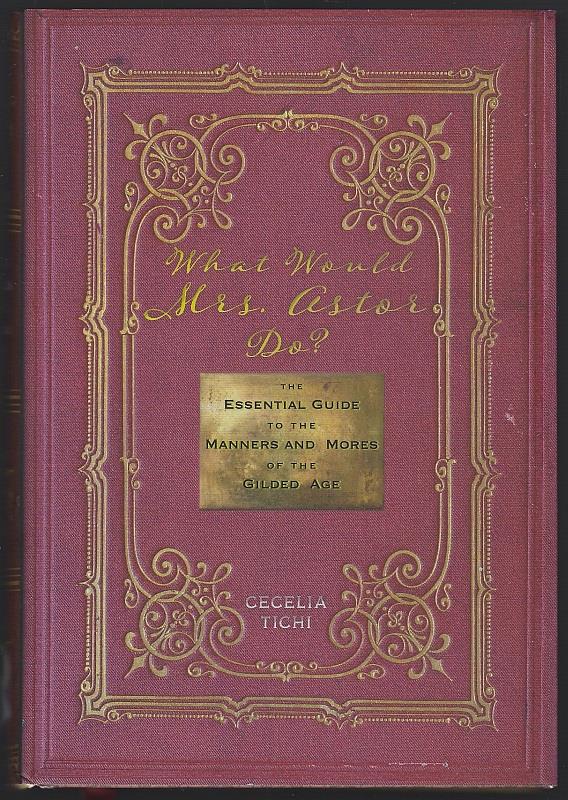 What Would
Mrs. Astor
Do?
THE
ESSENTIAL GUIDE
TO THE
MANNERS AND MORES
OF THE
GILDED AGE
CECELIA
TICHI